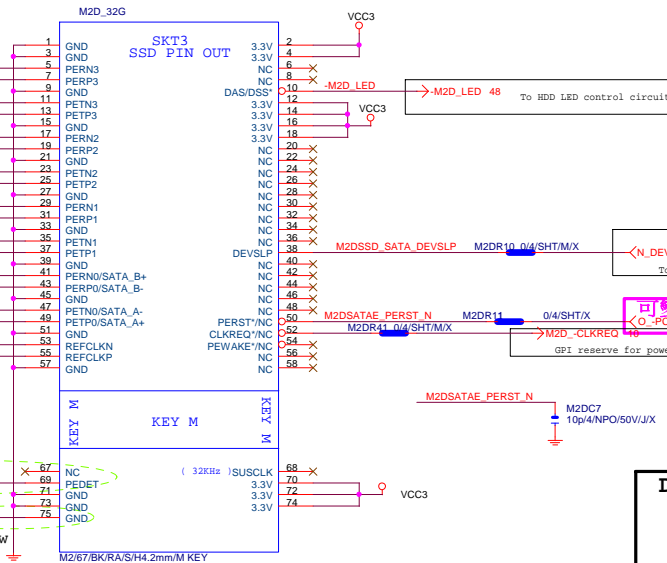 M2D_32G
VCC3
SKT3
SSD PIN OUT
1 GND 3.3V 2
3 GND 3.3V 4
5 PERN3 NC 6
7 PERP3 NC 8
9 GND DAS/DSS* 10 -M2D_LED -M2D_LED 48 To HDD LED control circuit
11 PETN3 3.3V 12
13 PETP3 3.3V 14 VCC3
15 GND 3.3V 16
17 PERN2 3.3V 18
19 PERP2 NC 20
21 GND NC 22
23 PETN2 NC 24
25 PETP2 NC 26
27 GND NC 28
29 PERN1 NC 30
31 PERP1 NC 32
33 GND NC 34
35 PETN1 NC 36
37 PETP1 DEVSLP 38 M2DSSD_SATA_DEVSLP M2DR10 0/4/SHT/M/X N_DEV
39 GND NC 40 To
41 PERN0/SATA_B+ NC 42
43 PERP0/SATA_B- NC 44
45 GND NC 46
47 PETN0/SATA_A- NC 48
49 PETP0/SATA_A+ PERST*/NC 50 M2DSATAE_PERST_N M2DR11 0/4/SHT/X
51 GND CLKREQ*/NC 52 M2DR41 0/4/SHT/M/X M2D_-CLKREQ
53 REFCLKN PEWAKE*/NC 54
55 REFCLKP NC 56 GPI reserve for powe
57 GND NC 58
M2DSATAE_PERST_N
M2DC7
10p/4/NPO/50V/J/X
KEY M KEY M KEY M
67 NC ( 32KHz )SUSCLK 68
69 PEDET 3.3V 70
71 GND 3.3V 72 VCC3
73 GND 3.3V 74
75 GND
D
w
M2/67/BK/RA/S/H4.2mm/M KEY